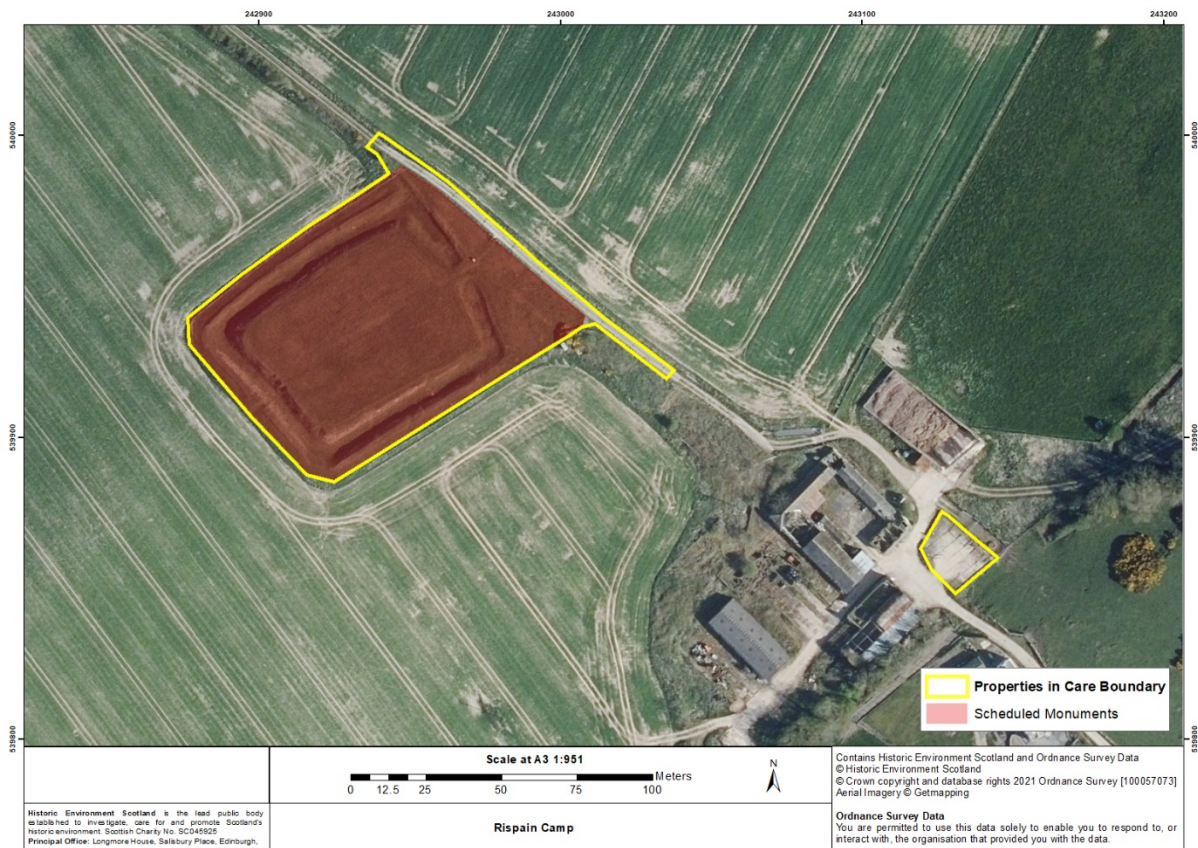 242900
243000
243100
243200
540000
540000
539900
539900
539800
539800
Properties in Care Boundary
Scheduled Monuments
Scale at A3 1:951
Meters
0 12.5 25 50 75 100
N
Rispain Camp
Historic Environment Scotland is the lead public body
established to investigate, care for and promote Scotland's
historic environment. Scottish Charity No. SC045925
Principal Office: Longmore House, Salisbury Place, Edinburgh,
Contains Historic Environment Scotland and Ordnance Survey Data
© Historic Environment Scotland
© Crown copyright and database rights 2021 Ordnance Survey [100057073]
Aerial Imagery © Getmapping
Ordnance Survey Data
You are permitted to use this data solely to enable you to respond to, or
interact with, the organisation that provided you with the data.